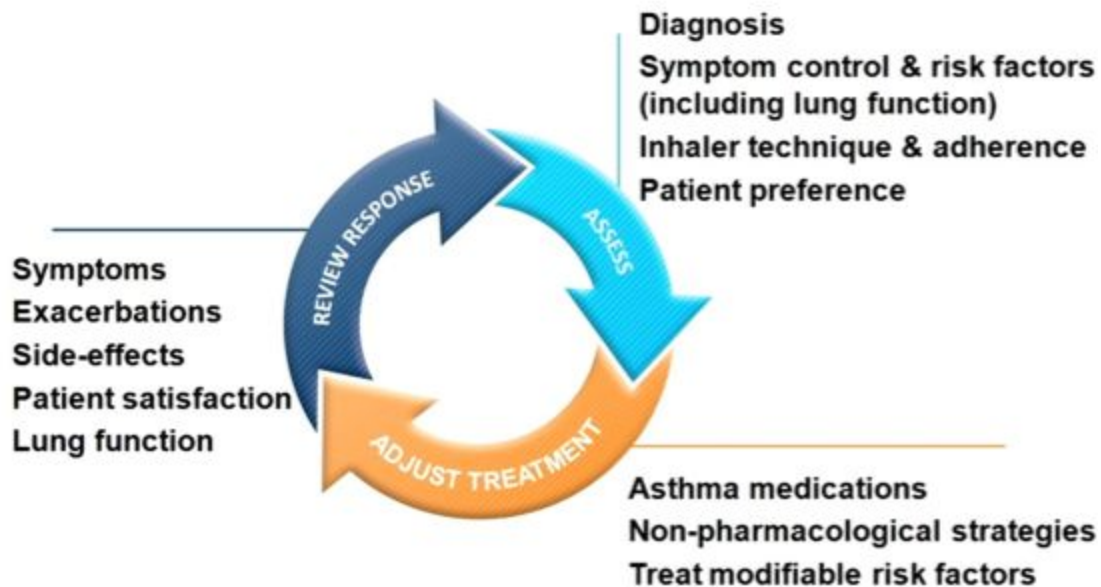 Diagnosis
Symptom control & risk factors
(including lung function)
Inhaler technique & adherence
Patient preference
ASSESS
REVIEW RESPONSE
Symptoms
Exacerbations
Side-effects
Patient satisfaction
Lung function
ADJUST TREATMENT
Asthma medications
Non-pharmacological strategies
Treat modifiable risk factors